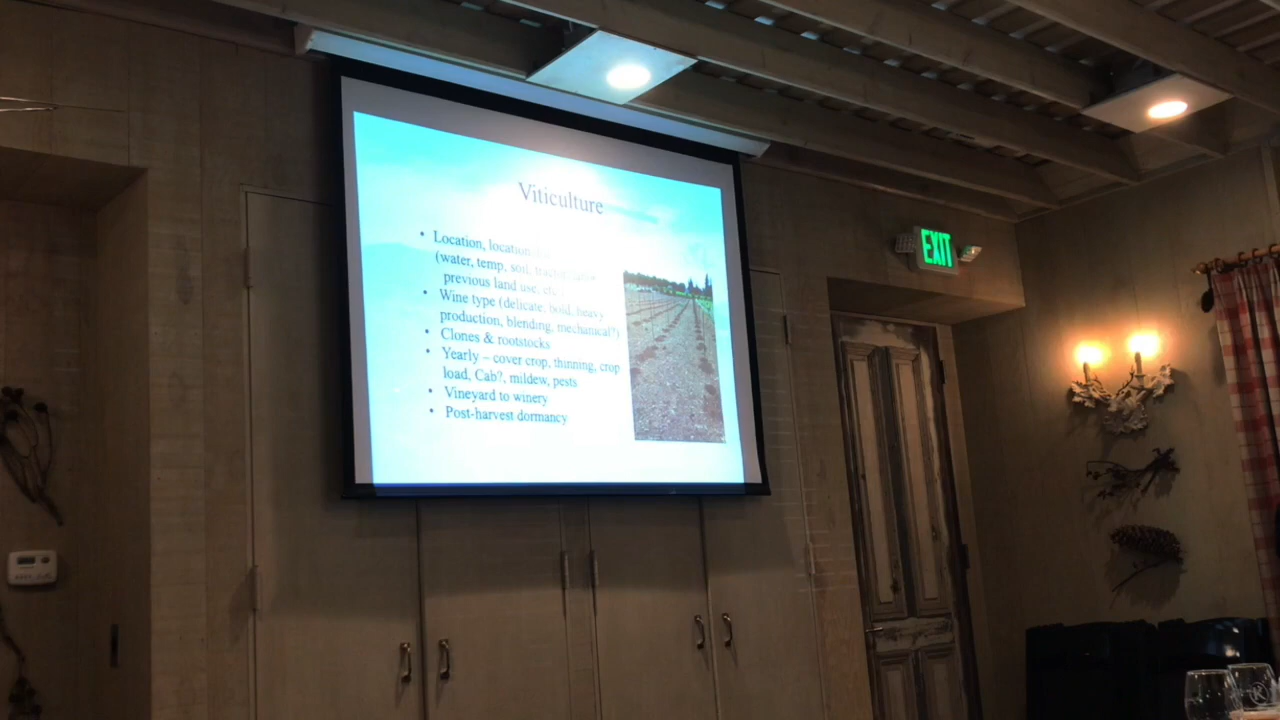 Viticulture
• Location, location
(water, temp, soil,
previous land use, etc.)
• Wine type (delicate, bold, heavy
production, blending, mechanical?)
• Clones & rootstocks
• Yearly – cover crop, thinning, crop
load, Cab?, mildew, pests
• Vineyard to winery
• Post-harvest dormancy
EXIT